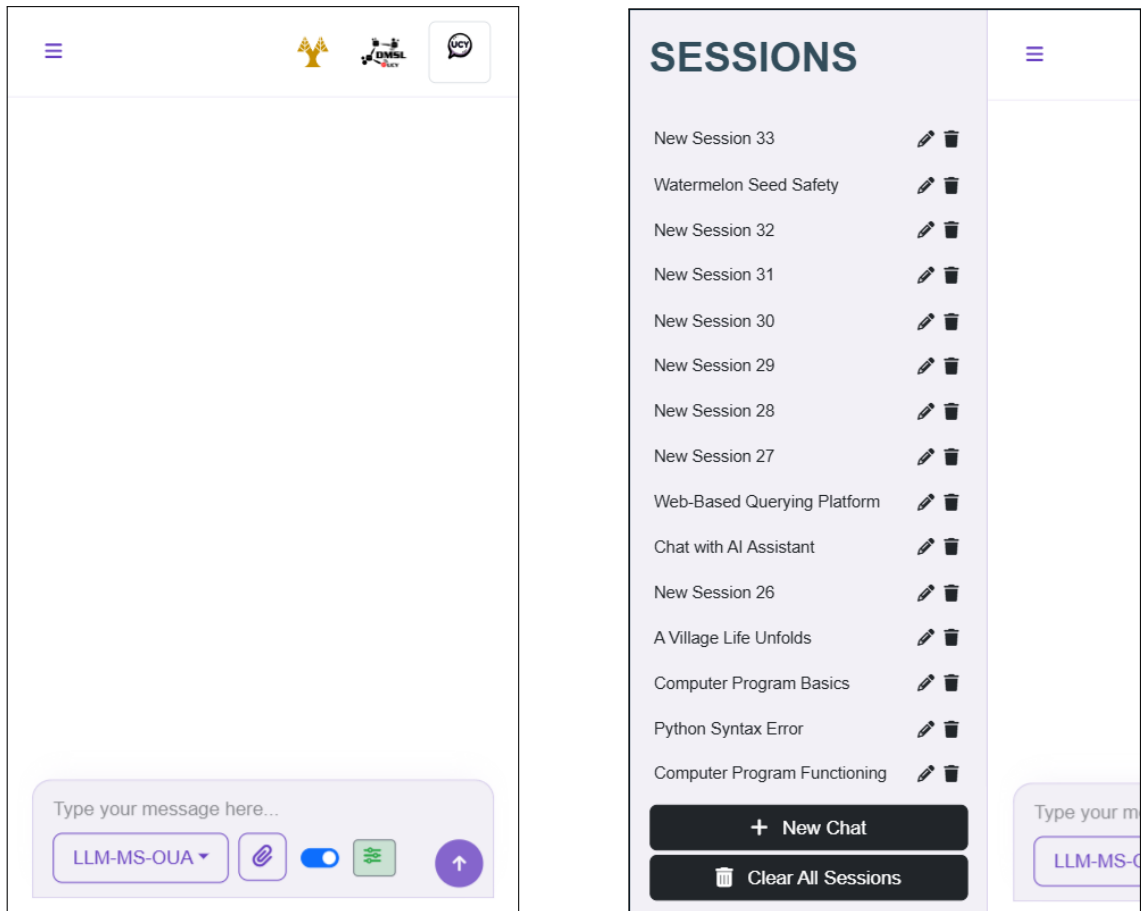 DMSL
UCY
UCY
Type your message here...
LLM-MS-OUA
SESSIONS
New Session 33
Watermelon Seed Safety
New Session 32
New Session 31
New Session 30
New Session 29
New Session 28
New Session 27
Web-Based Querying Platform
Chat with AI Assistant
New Session 26
A Village Life Unfolds
Computer Program Basics
Python Syntax Error
Computer Program Functioning
+ New Chat
Clear All Sessions
Type your m
LLM-MS-